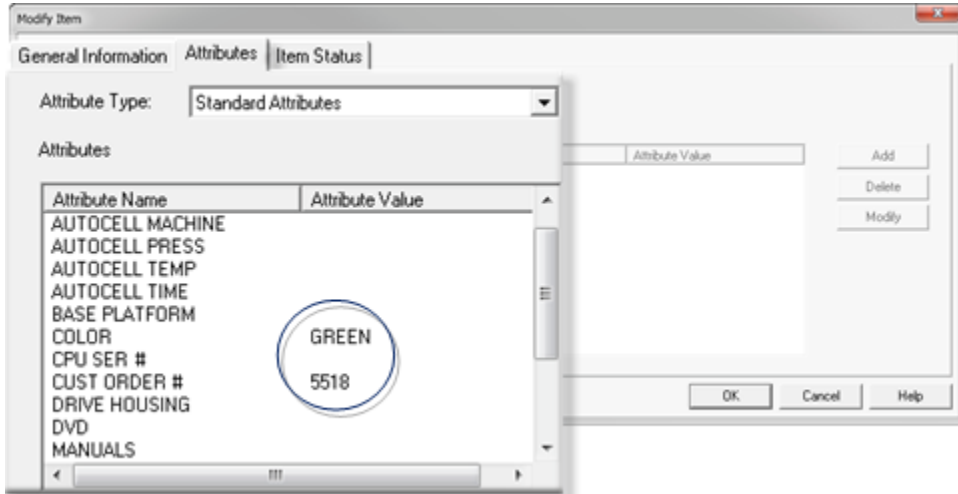 Modify Item
General Information Attributes Item Status
Attribute Type: Standard Attributes
Attributes
Attribute Value Add
Delete
Modify
Attribute Name Attribute Value
AUTOCELL MACHINE
AUTOCELL PRESS
AUTOCELL TEMP
AUTOCELL TIME
BASE PLATFORM
COLOR GREEN
CPU SER #
CUST ORDER # 5518
DRIVE HOUSING
DVD
MANUALS
OK Cancel Help